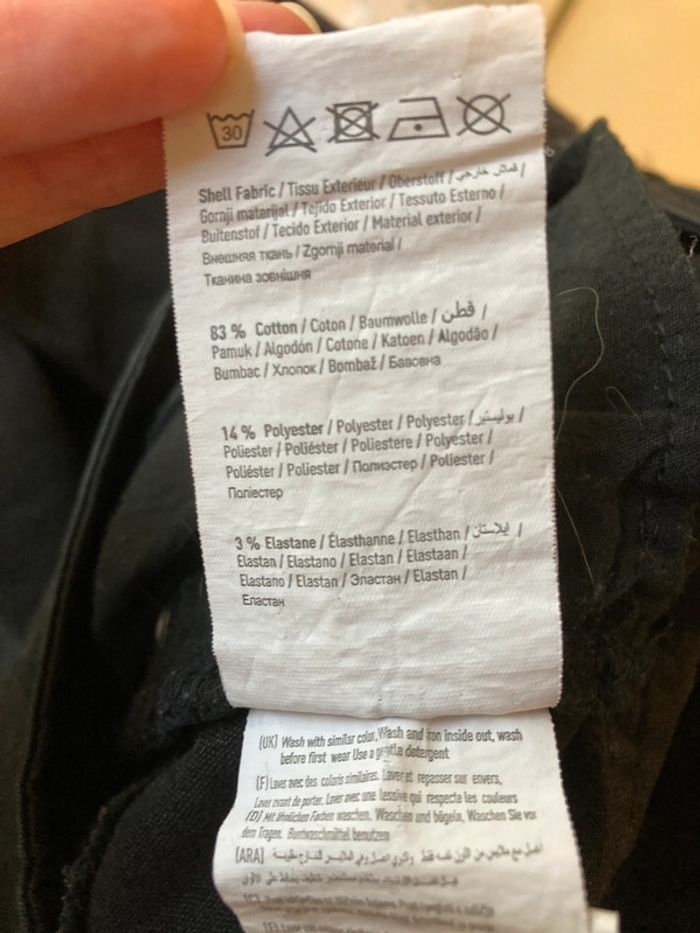 30
Shell Fabric / Tissu Exterieur / Oberstoff / قماش خارجي /
Gornji materijal / Tejido Exterior / Tessuto Esterno /
Buitenstof / Tecido Exterior / Material exterior /
Внешняя ткань / Zgornji material /
Тканина зовнішня
83 % Cotton / Coton / Baumwolle / قطن /
Pamuk / Algodón / Cotone / Katoen / Algodão /
Bumbac / Хлопок / Bombaž / Бавовна
14 % Polyester / Polyester / Polyester / بوليستير /
Poliester / Poliéster / Poliestere / Polyester /
Poliéster / Poliester / Полиэстер / Poliester /
Поліестер
3 % Elastane / Élasthanne / Elasthan / إيلاستان /
Elastan / Elastano / Elastan / Elastaan /
Elastano / Elastan / Эластан / Elastan /
Еластан
(UK) Wash with similar color, Wash and iron inside out, wash
before first wear Use a gentle detergent
(F) Laver avec des coloris similaires. Laver et repasser sur envers,
Laver avant de porter. Laver avec une lessive qui respecte les couleurs
(D) Mit ähnlichen Farben waschen. Waschen und bügeln, Waschen Sie vor
dem Tragen. Buntwaschmittel benutzen
(ARA)